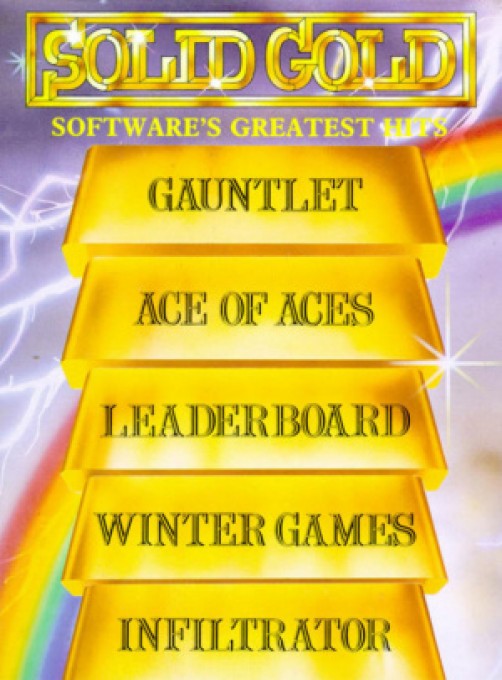 SOLID GOLD
SOFTWARE'S GREATEST HITS
GAUNTLET
ACE OF ACES
LEADERBOARD
WINTER GAMES
INFILTRATOR